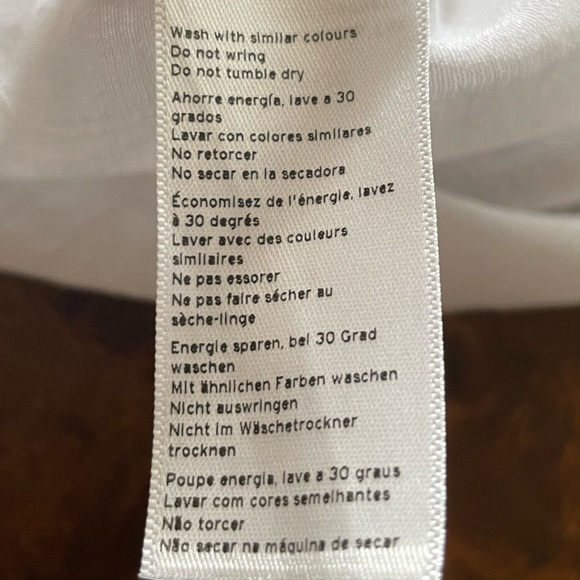 Wash with similar colours
Do not wring
Do not tumble dry
Ahorre energía, lave a 30
grados
Lavar con colores similares
No retorcer
No secar en la secadora
Économisez de l'énergie, lavez
à 30 degrés
Laver avec des couleurs
similaires
Ne pas essorer
Ne pas faire sécher au
sèche-linge
Energie sparen, bei 30 Grad
waschen
Mit ähnlichen Farben waschen
Nicht auswringen
Nicht im Wäschetrockner
trocknen
Poupe energia, lave a 30 graus
Lavar com cores semelhantes
Não torcer
Não secar na máquina de secar